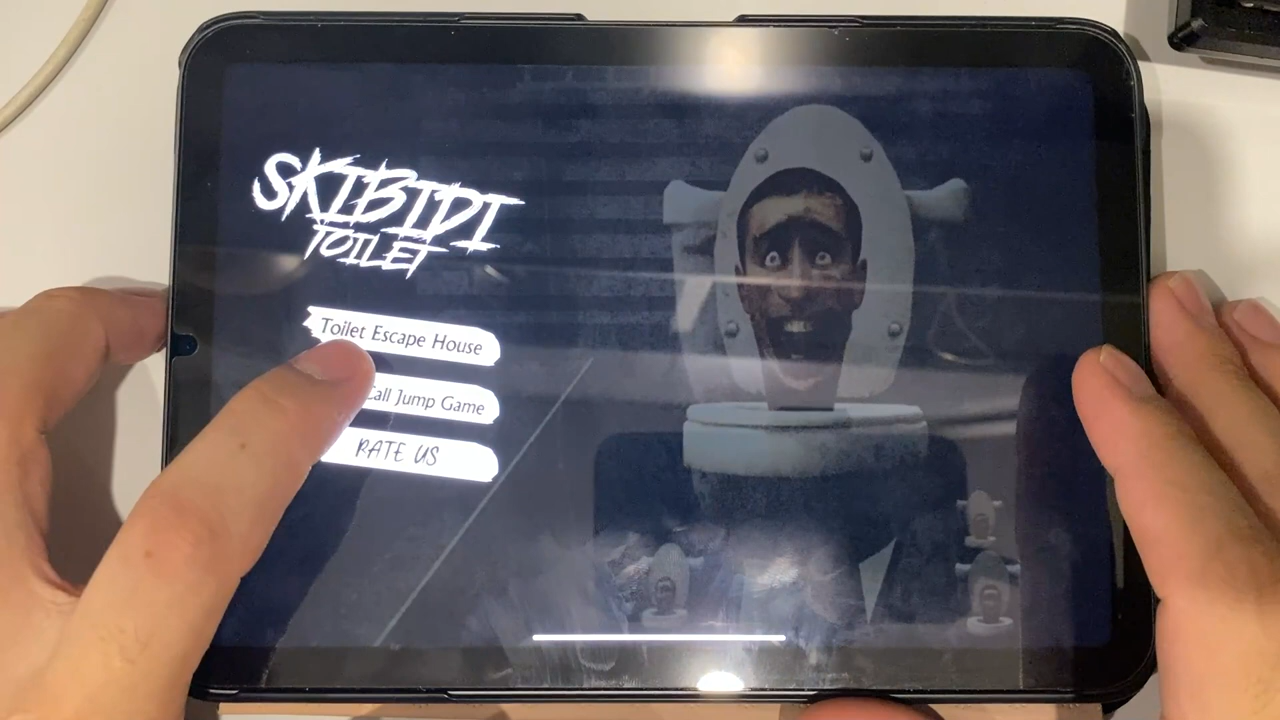 SKIBIDI
TOILET
Toilet Escape House
Call Jump Game
RATE US